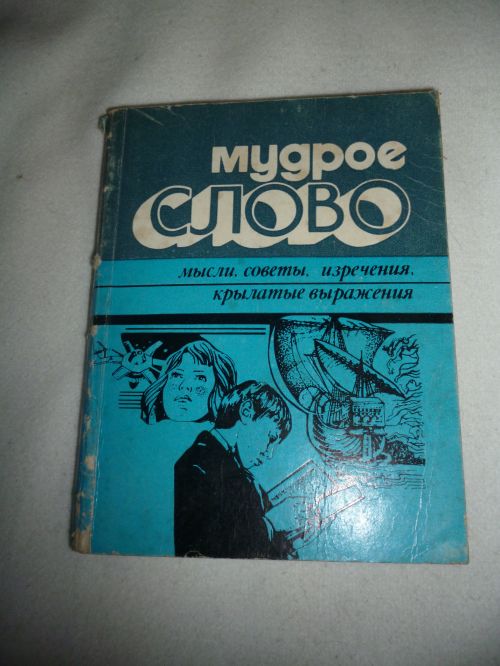 мудрое
СЛОВО
мысли, советы, изречения,
крылатые выражения